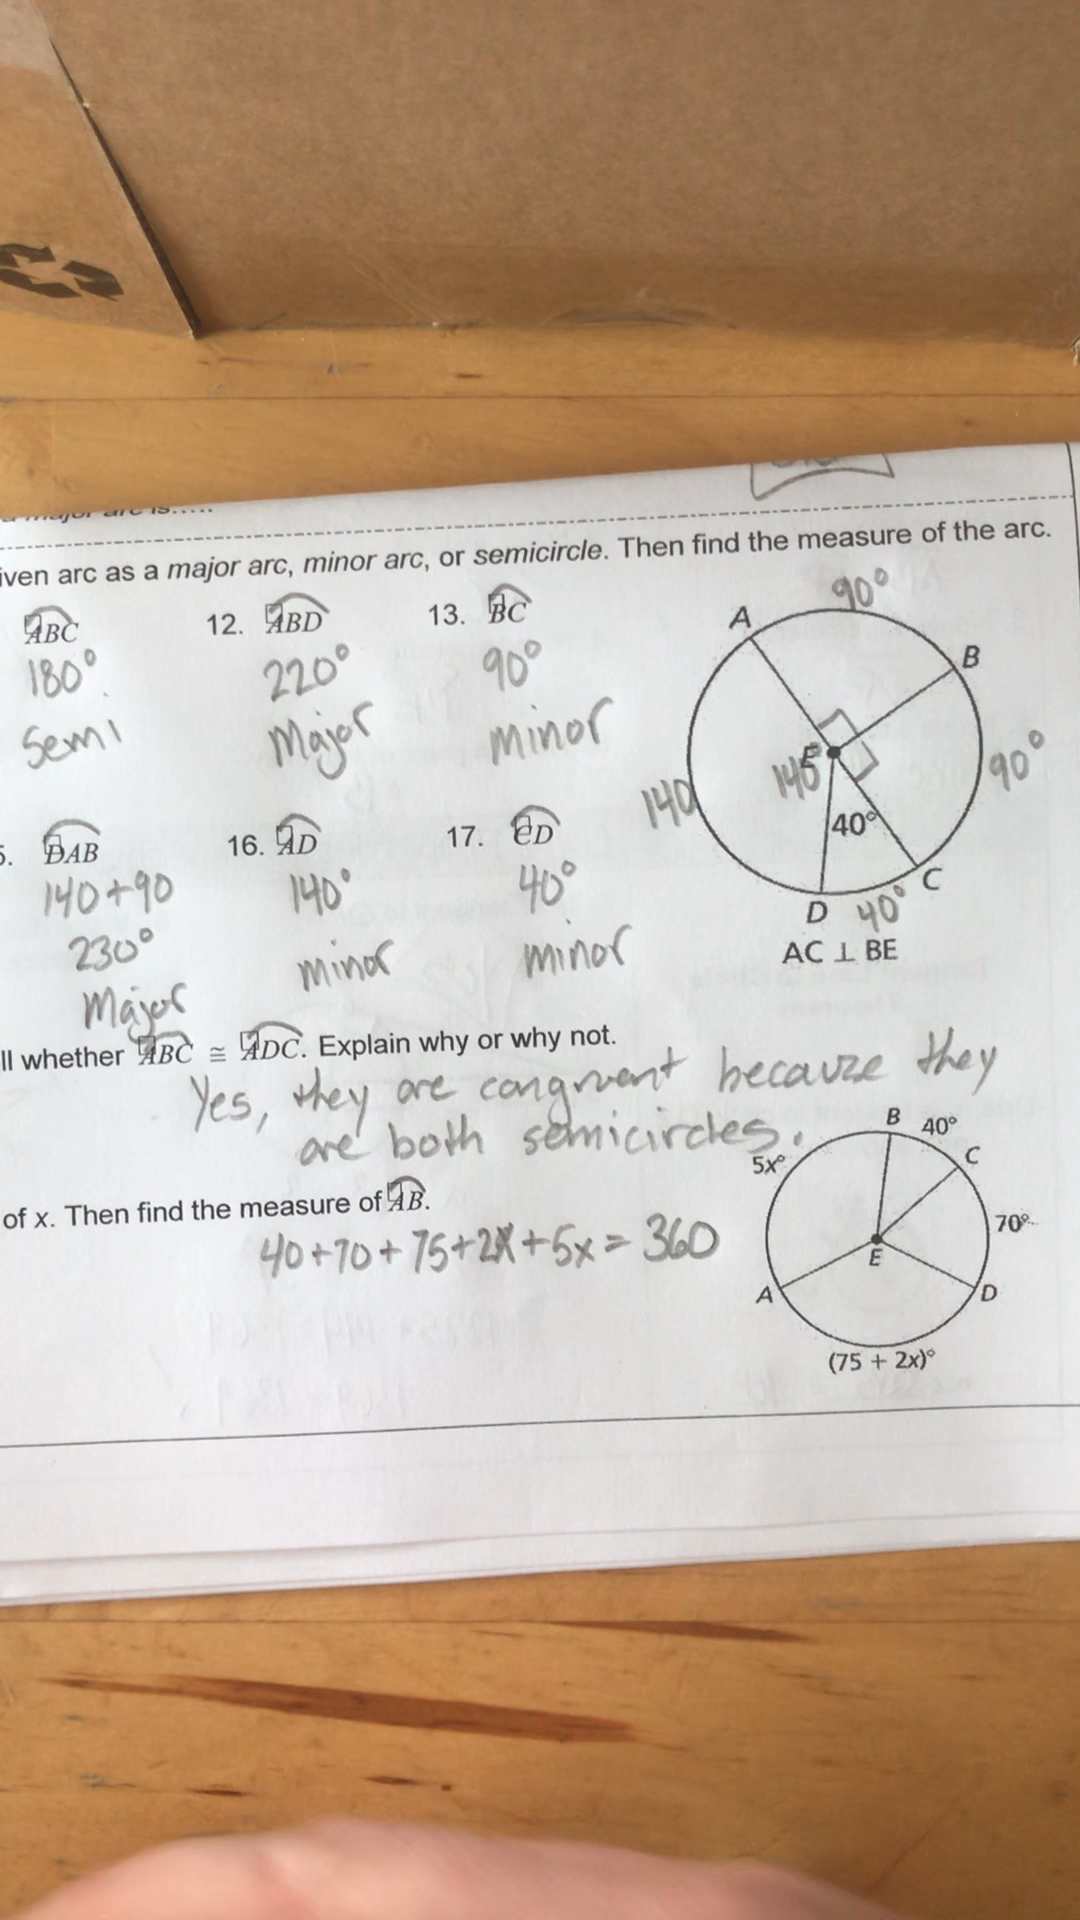 iven arc as a major arc, minor arc, or semicircle. Then find the measure of the arc.
ABC
12. ABD
13. BC
180°
220°
90°
Semi
Major
minor
90°
A
B
E
145
90°
140
40°
C
D
40°
AC ⊥ BE
5. DAB
16. AD
17. CD
140+90
140°
40°
230°
minor
minor
Major
ll whether ABC ≅ ADC. Explain why or why not.
Yes, they are congruent because they
are both semicircles.
of x. Then find the measure of AB.
40+70+75+2x+5x=360
B
40°
5x°
C
70°
E
A
D
(75 + 2x)°